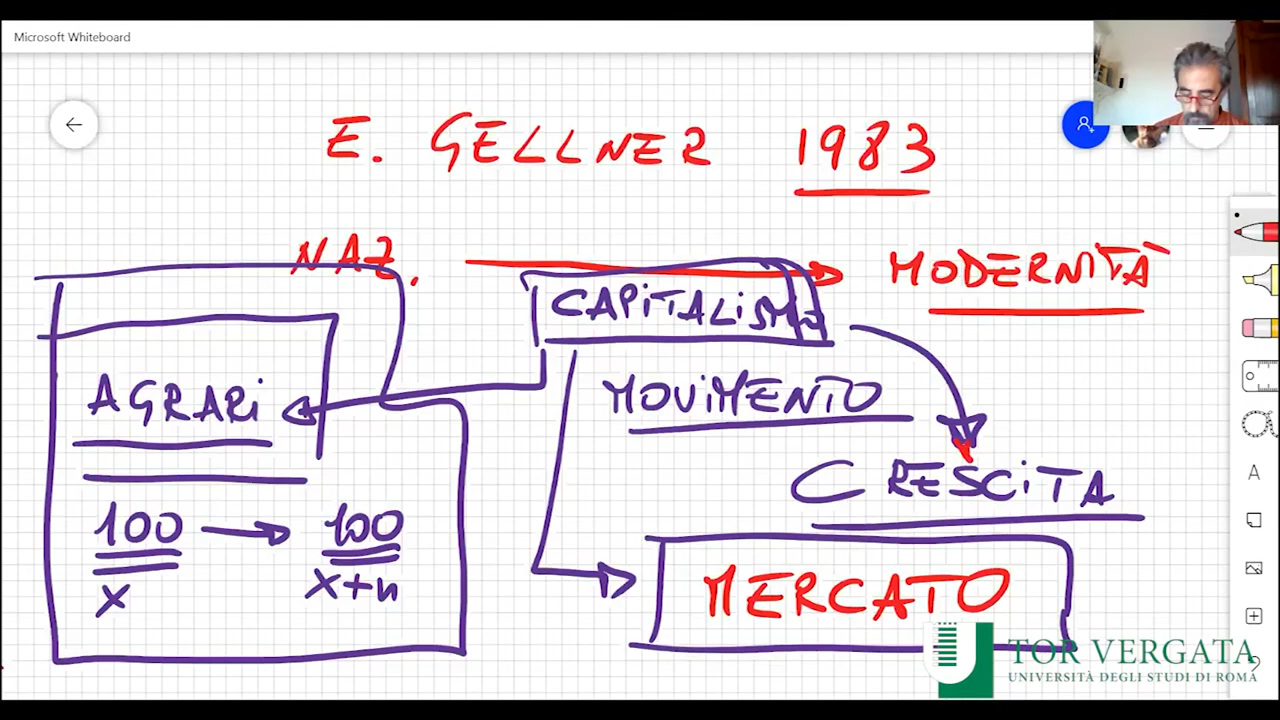 Microsoft Whiteboard
E. GELLNER 1983
NAZ. MODERNITÀ
CAPITALISMO
AGRARI
MOVIMENTO
CRESCITA
100 100
x x+n
MERCATO
A
TOR VERGATA
UNIVERSITÀ DEGLI STUDI DI ROMA